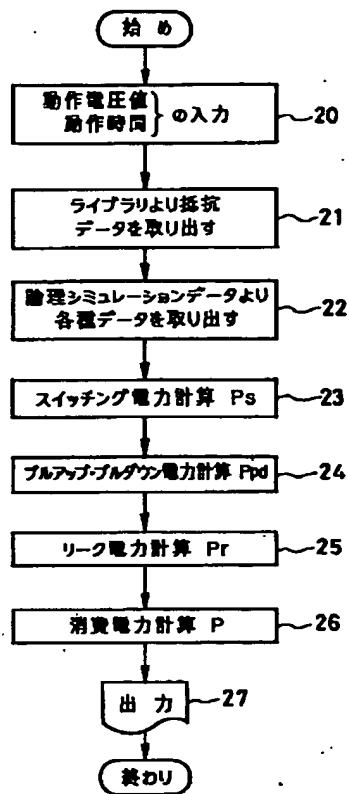 始め
動作電圧値
動作時間 } の入力
20
ライブラリより抵抗
データを取り出す
21
論理シミュレーションデータより
各種データを取り出す
22
スイッチング電力計算 Ps
23
プルアップ・プルダウン電力計算 Ppd
24
リーク電力計算 Pr
25
消費電力計算 P
26
出力
27
終わり